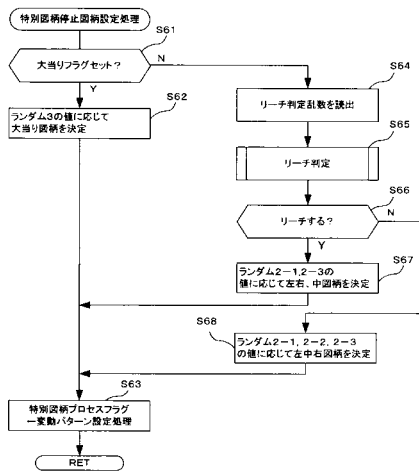 特別図柄停止図柄設定処理
S61
大当りフラグセット？
N
Y
S62
ランダム3の値に応じて
大当り図柄を決定
S64
リーチ判定乱数を読出
S65
リーチ判定
S66
リーチする？
N
Y
S67
ランダム2－1,2－3の
値に応じて左右、中図柄を決定
S68
ランダム2－1, 2－2, 2－3
の値に応じて左中右図柄を決定
S63
特別図柄プロセスフラグ
←変動パターン設定処理
RET